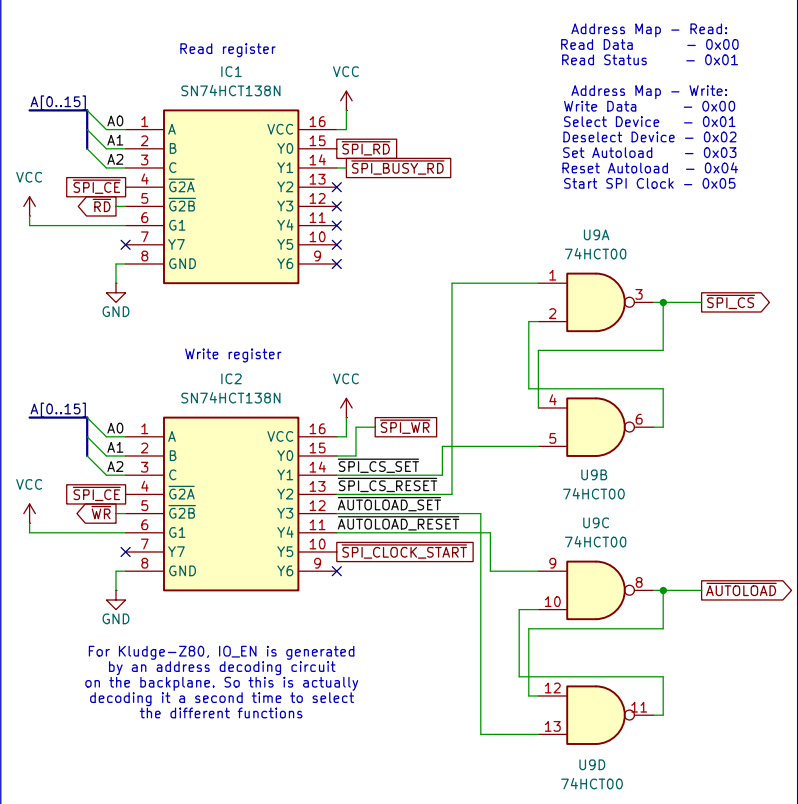 Address Map - Read:
Read Data - 0x00
Read Status - 0x01
Address Map - Write:
Write Data - 0x00
Select Device - 0x01
Deselect Device - 0x02
Set Autoload - 0x03
Reset Autoload - 0x04
Start SPI Clock - 0x05
Read register
IC1
SN74HCT138N
VCC
A[0..15]
A0 1 A VCC 16
A1 2 B Y0 15 SPI_RD
A2 3 C Y1 14 SPI_BUSY_RD
VCC
SPI_CE 4 G2A Y2 13
RD 5 G2B Y3 12
6 G1 Y4 11
7 Y7 Y5 10
8 GND Y6 9
GND
U9A
74HCT00
1
2
3
SPI_CS
4
5
6
U9B
74HCT00
Write register
IC2
SN74HCT138N
VCC
A[0..15]
A0 1 A VCC 16
SPI_WR
A1 2 B Y0 15
A2 3 C Y1 14 SPI_CS_SET
VCC
SPI_CE 4 G2A Y2 13 SPI_CS_RESET
WR 5 G2B Y3 12 AUTOLOAD_SET
6 G1 Y4 11 AUTOLOAD_RESET
7 Y7 Y5 10 SPI_CLOCK_START
8 GND Y6 9
GND
U9C
74HCT00
9
10
8
AUTOLOAD
12
13
11
U9D
74HCT00
For Kludge-Z80, IO_EN is generated
by an address decoding circuit
on the backplane. So this is actually
decoding it a second time to select
the different functions